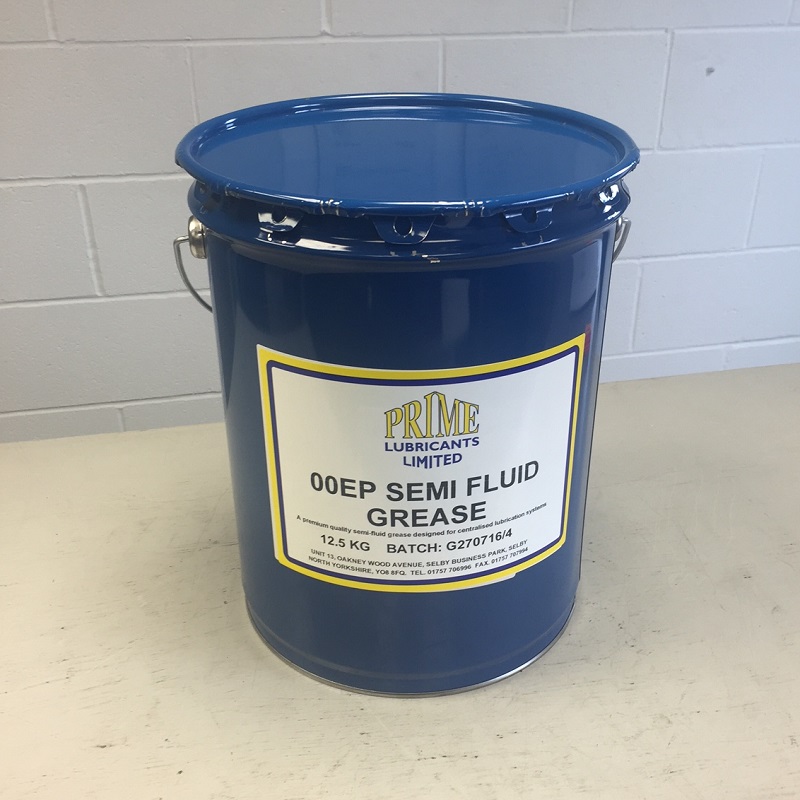 PRIME
LUBRICANTS
LIMITED
00EP SEMI FLUID
GREASE
A premium quality semi-fluid grease designed for centralised lubrication systems
12.5 KG BATCH: G270716/4
UNIT 13, OAKNEY WOOD AVENUE, SELBY BUSINESS PARK, SELBY
NORTH YORKSHIRE, YO8 8FQ. TEL. 01757 706996 FAX. 01757 707994